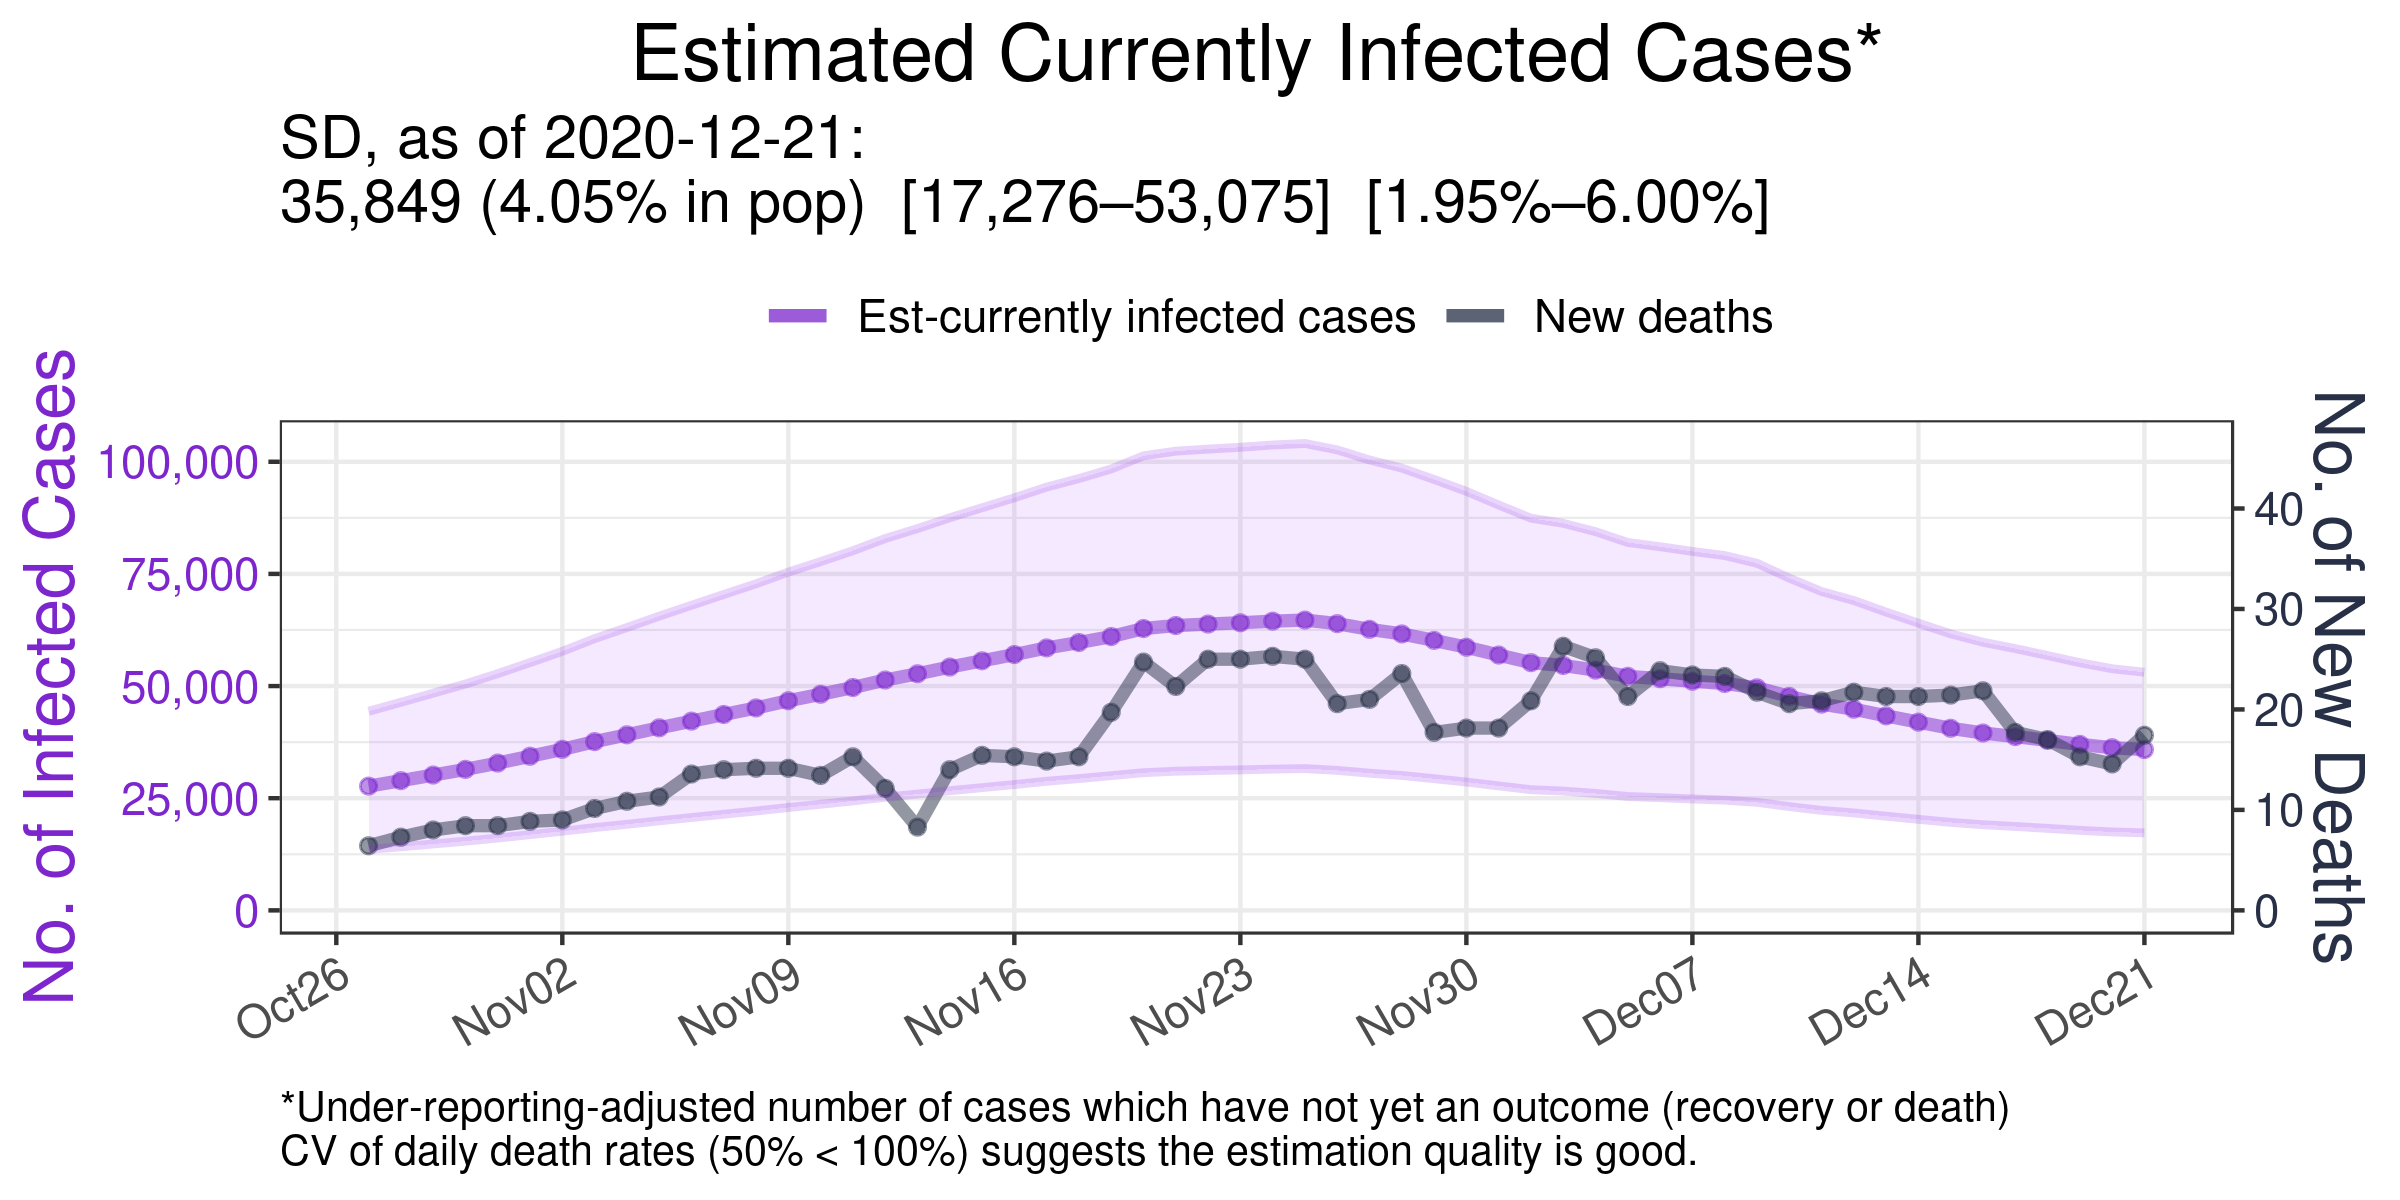 Estimated Currently Infected Cases*
SD, as of 2020-12-21:
35,849 (4.05% in pop)  [17,276–53,075]  [1.95%–6.00%]
Est-currently infected cases
New deaths
No. of Infected Cases
100,000
75,000
50,000
25,000
0
No. of New Deaths
40
30
20
10
0
Oct26
Nov02
Nov09
Nov16
Nov23
Nov30
Dec07
Dec14
Dec21
*Under-reporting-adjusted number of cases which have not yet an outcome (recovery or death)
CV of daily death rates (50% < 100%) suggests the estimation quality is good.